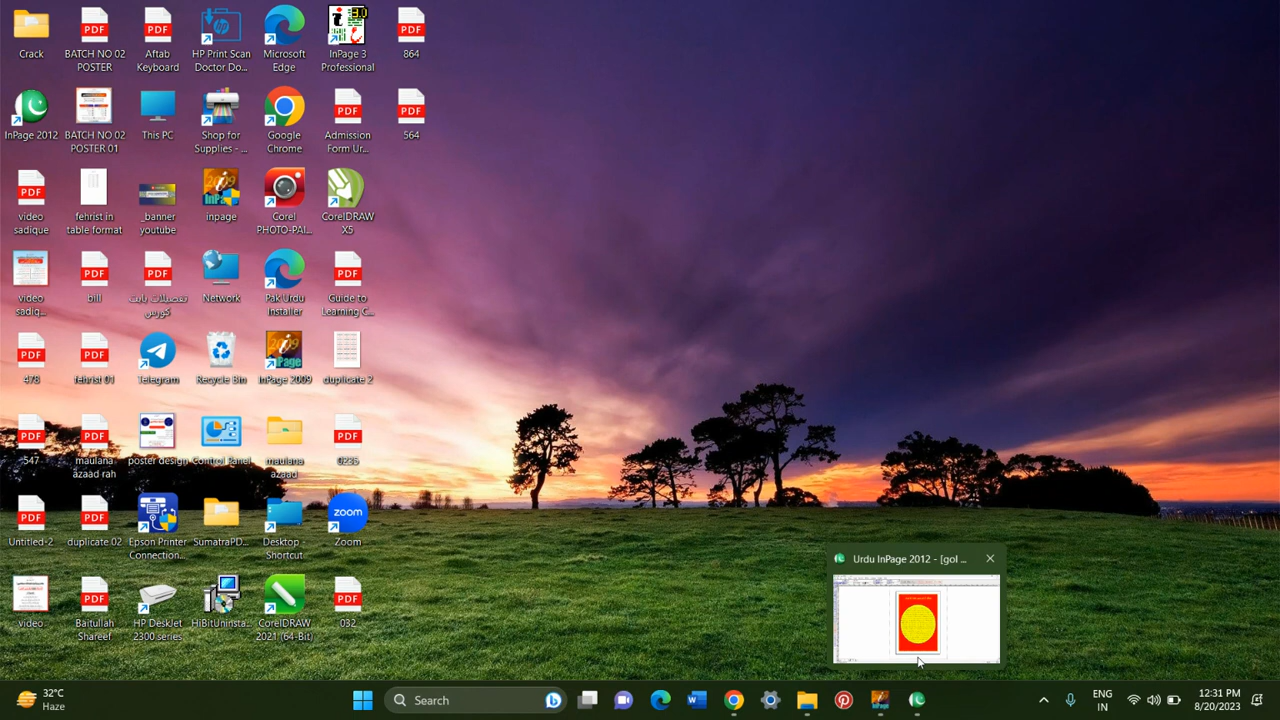 Crack
BATCH NO 02
POSTER
Aftab
Keyboard
HP Print Scan
Doctor Do...
Microsoft
Edge
InPage 3
Professional
864
InPage 2012
BATCH NO 02
POSTER 01
This PC
Shop for
Supplies - ...
Google
Chrome
Admission
Form Ur...
564
video
sadique
fehrist in
table format
_banner
youtube
inpage
Corel
PHOTO-PAI...
CorelDRAW
X5
video
sadiq...
bill
تفصیلات بابت
کورس
Network
Pak Urdu
Installer
Guide to
Learning C...
478
fehrist 01
Telegram
Recycle Bin
InPage 2009
duplicate 2
547
maulana
azaad rah
poster design
Control Panel
maulana
azaad
Untitled-2
duplicate 02
Epson Printer
Connection...
SumatraPD...
Desktop -
Shortcut
Zoom
video
Baitullah
Shareef
HP DeskJet
2300 series
HiBitUninsta...
CorelDRAW
2021 (64-Bit)
032
PDF
zoom
Urdu InPage 2012 - [gol ...
32°C
Haze
Search
ENG
IN
12:31 PM
8/20/2023